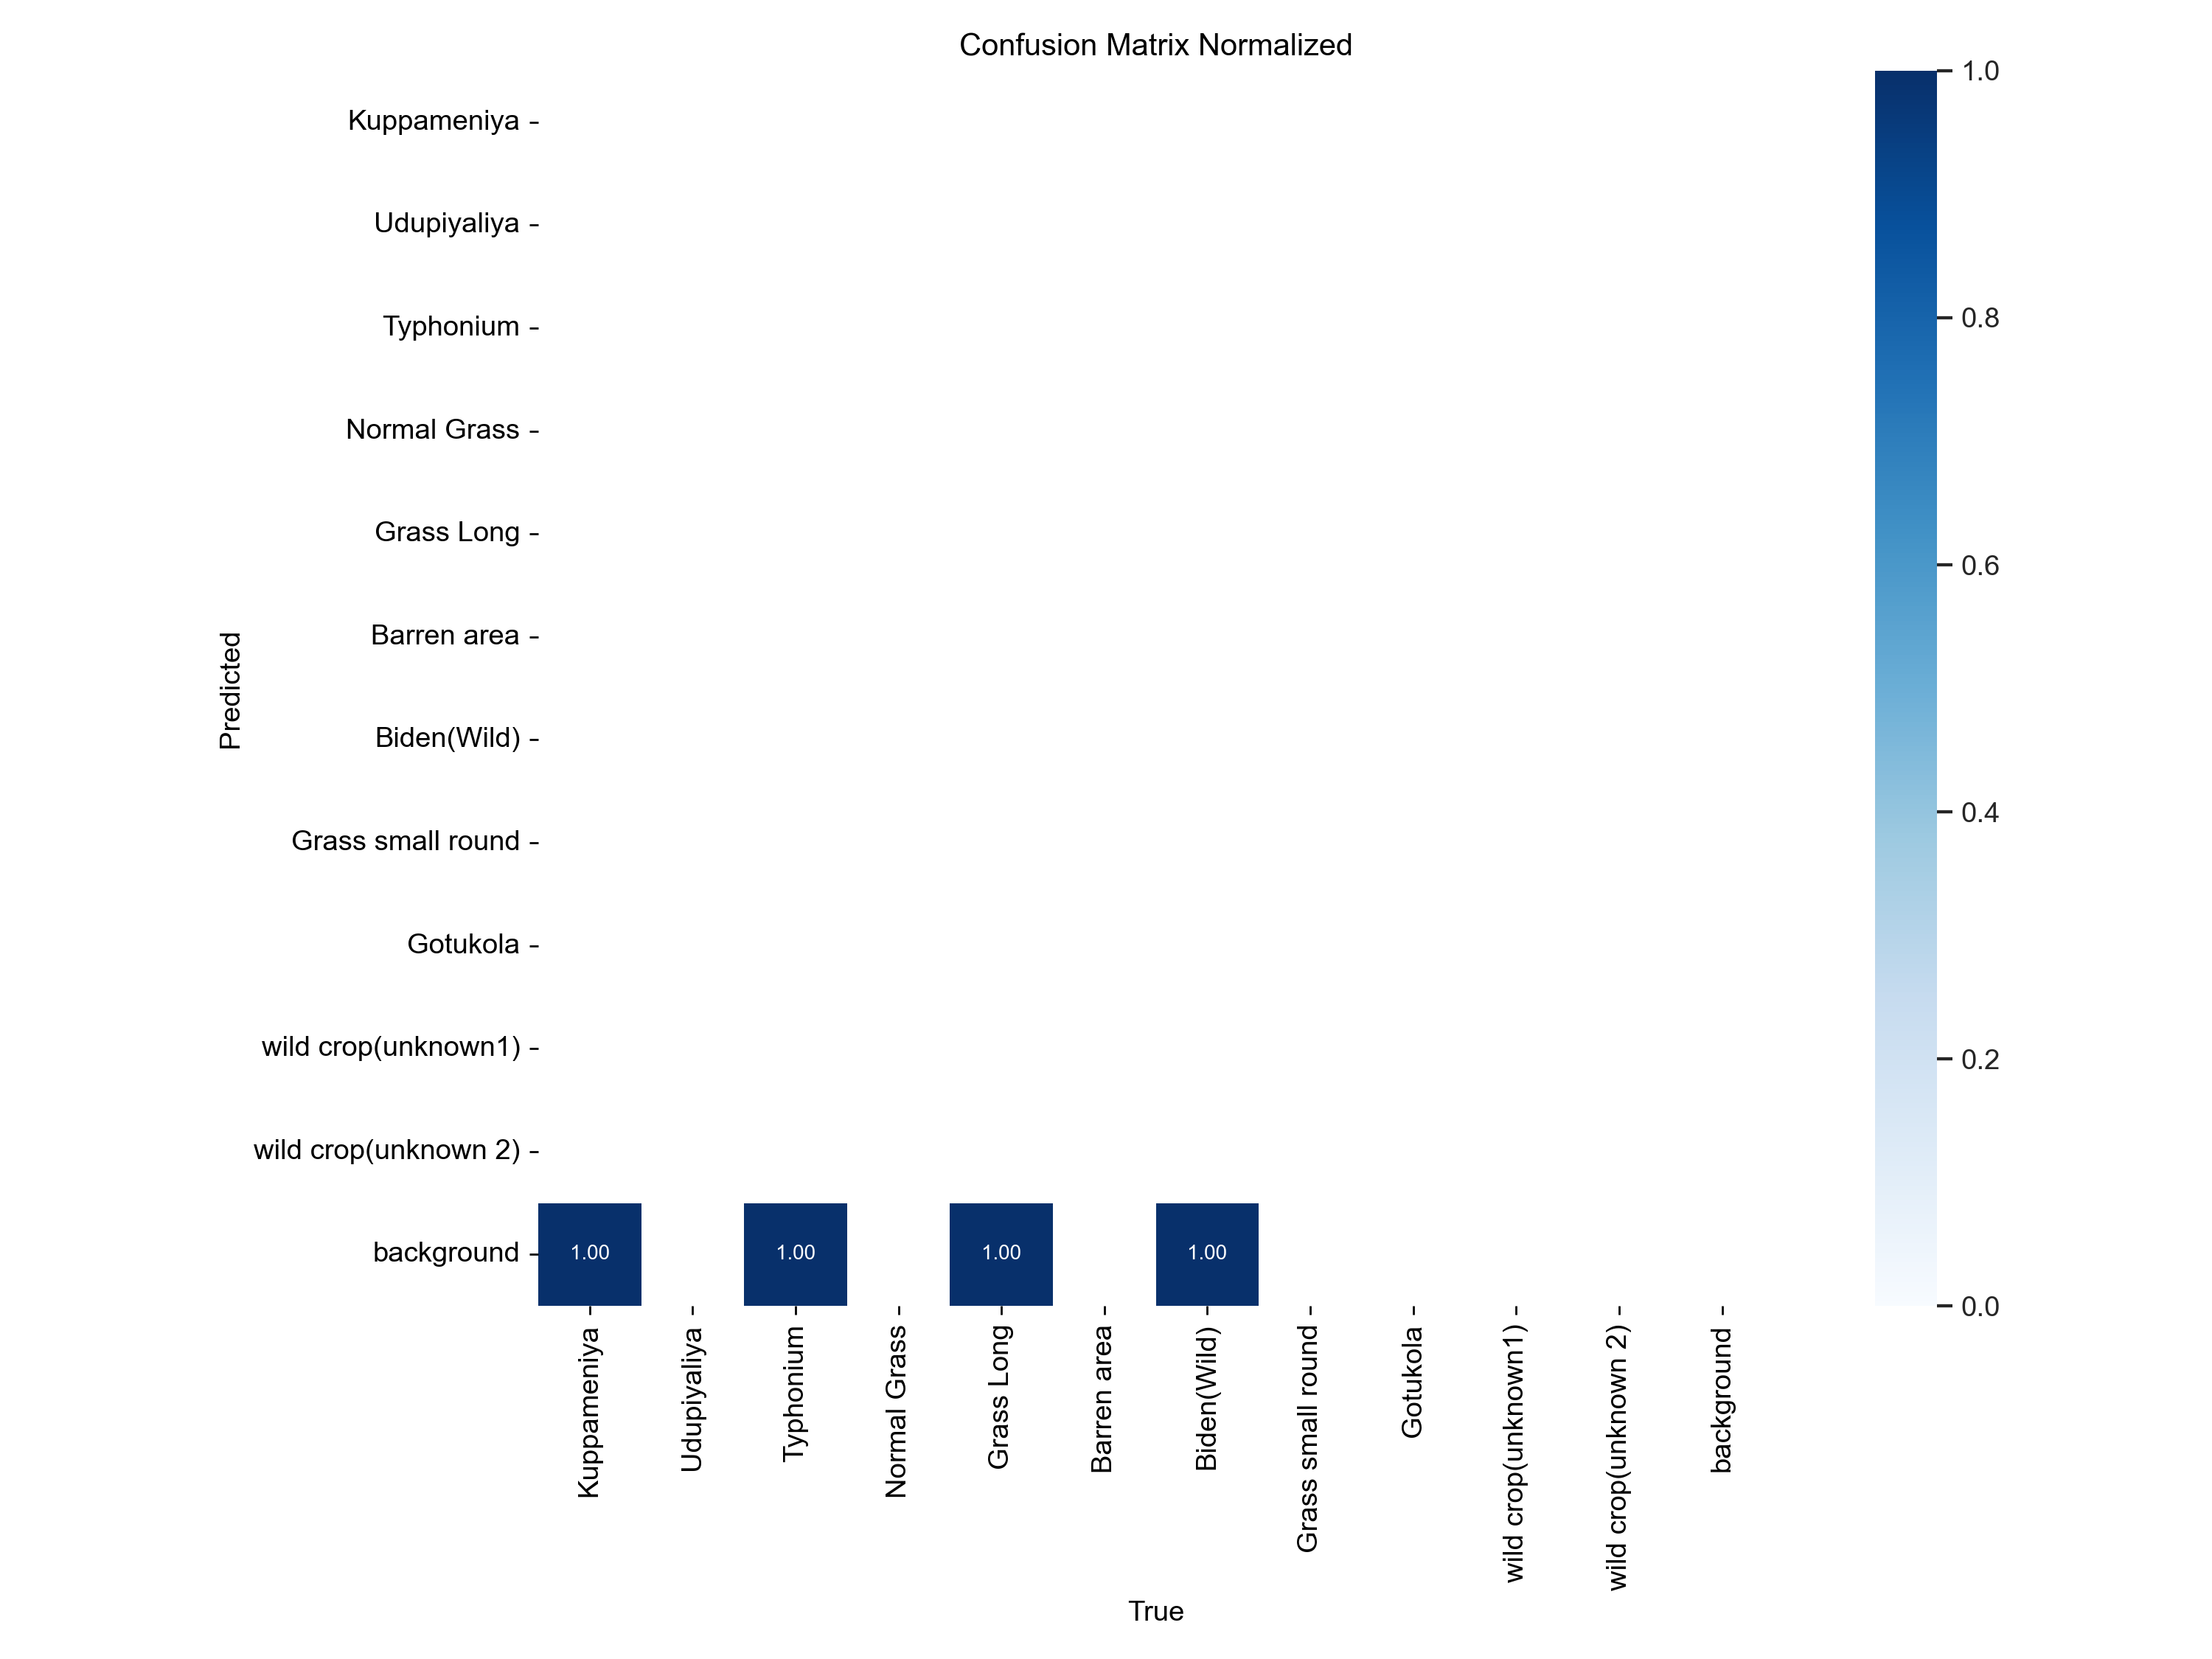 Confusion Matrix Normalized
Predicted
Kuppameniya
Udupiyaliya
Typhonium
Normal Grass
Grass Long
Barren area
Biden(Wild)
Grass small round
Gotukola
wild crop(unknown1)
wild crop(unknown 2)
background
1.00 1.00 1.00 1.00
Kuppameniya
Udupiyaliya
Typhonium
Normal Grass
Grass Long
Barren area
Biden(Wild)
Grass small round
Gotukola
wild crop(unknown1)
wild crop(unknown 2)
background
True
1.0
0.8
0.6
0.4
0.2
0.0